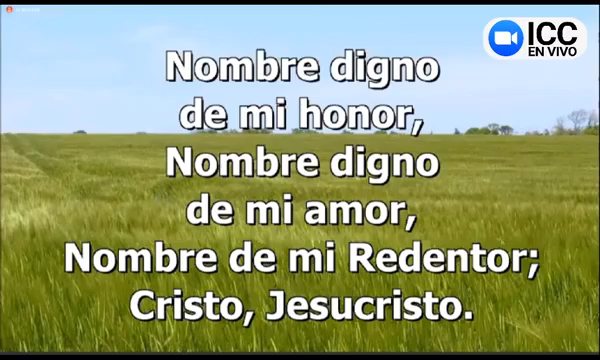 ICC
EN VIVO
Nombre digno
de mi honor,
Nombre digno
de mi amor,
Nombre de mi Redentor;
Cristo, Jesucristo.